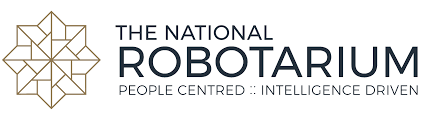 THE NATIONAL
ROBOTARIUM
PEOPLE CENTRED :: INTELLIGENCE DRIVEN